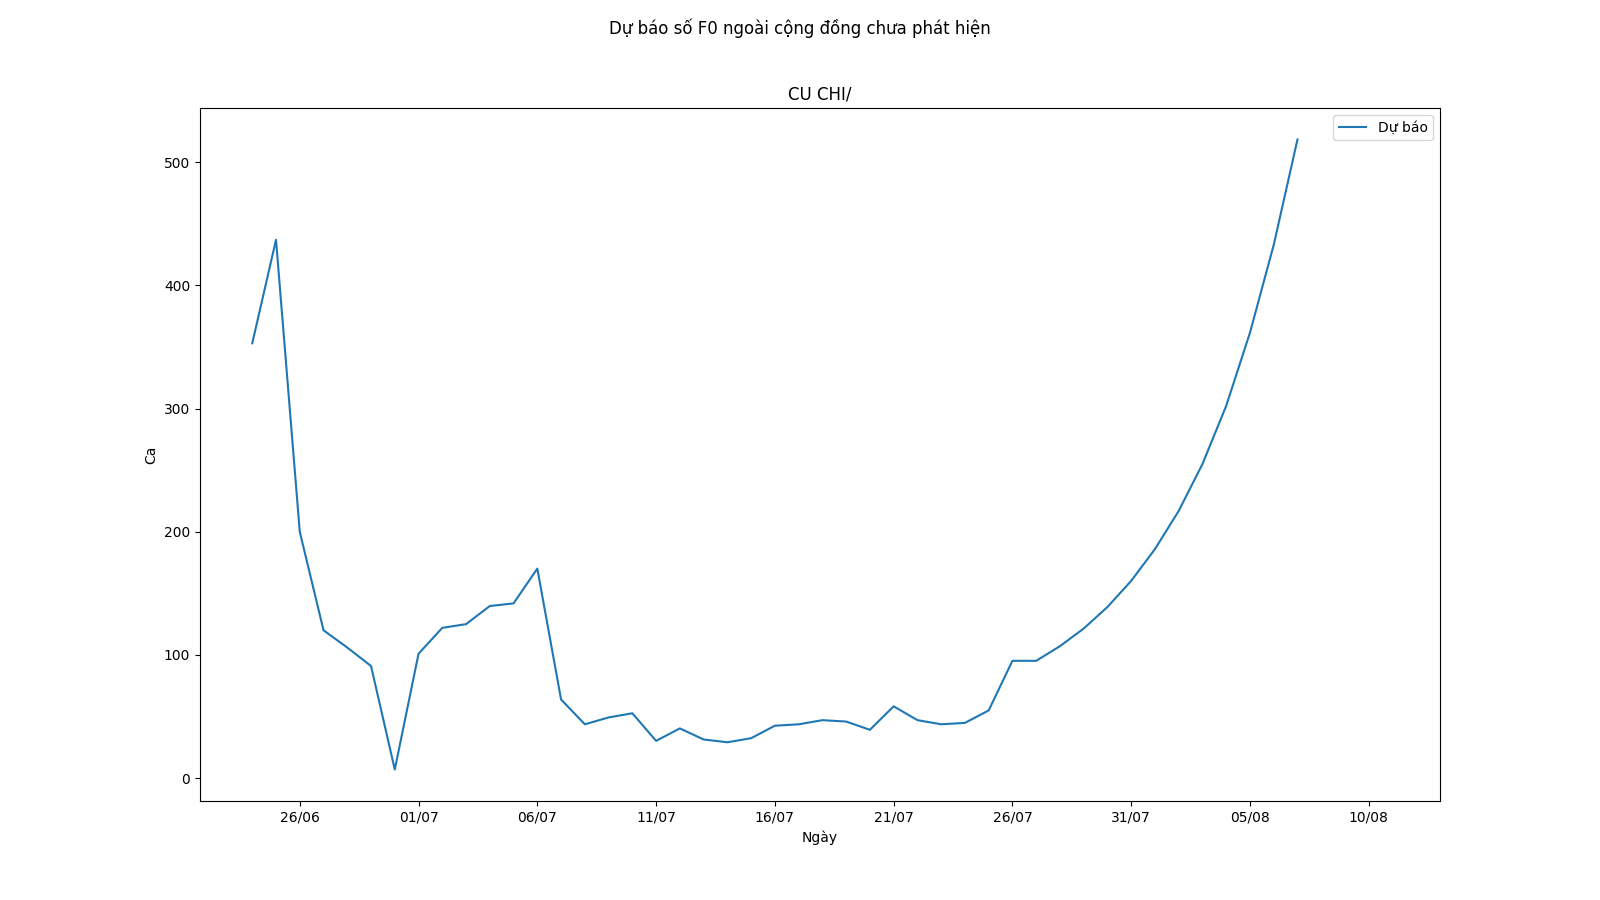 Dự báo số F0 ngoài cộng đồng chưa phát hiện
CU CHI/
Dự báo
500
400
300
200
100
0
Ca
26/06 01/07 06/07 11/07 16/07 21/07 26/07 31/07 05/08 10/08
Ngày